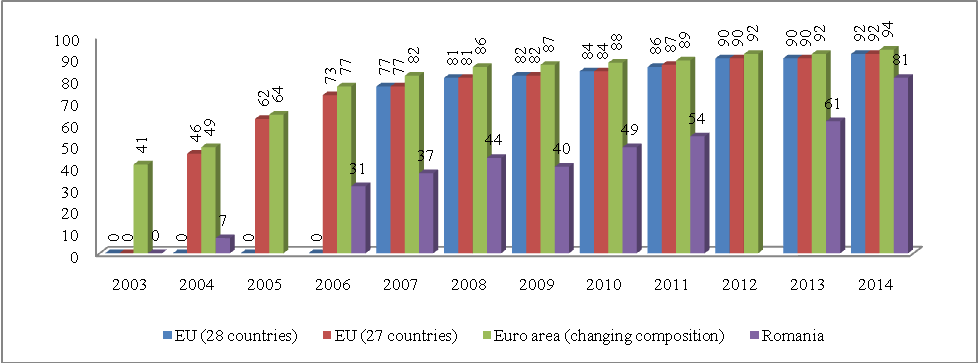 100
90
80
70
60
50
40
30
20
10
0
0 0 41 0
0 46 49 7
0 62 64
0 73 77 31
77 77 82 37
81 81 86 44
82 82 87 40
84 84 88 49
86 87 89 54
90 90 92
90 90 92 61
92 92 94 81
2003 2004 2005 2006 2007 2008 2009 2010 2011 2012 2013 2014
EU (28 countries) EU (27 countries) Euro area (changing composition) Romania